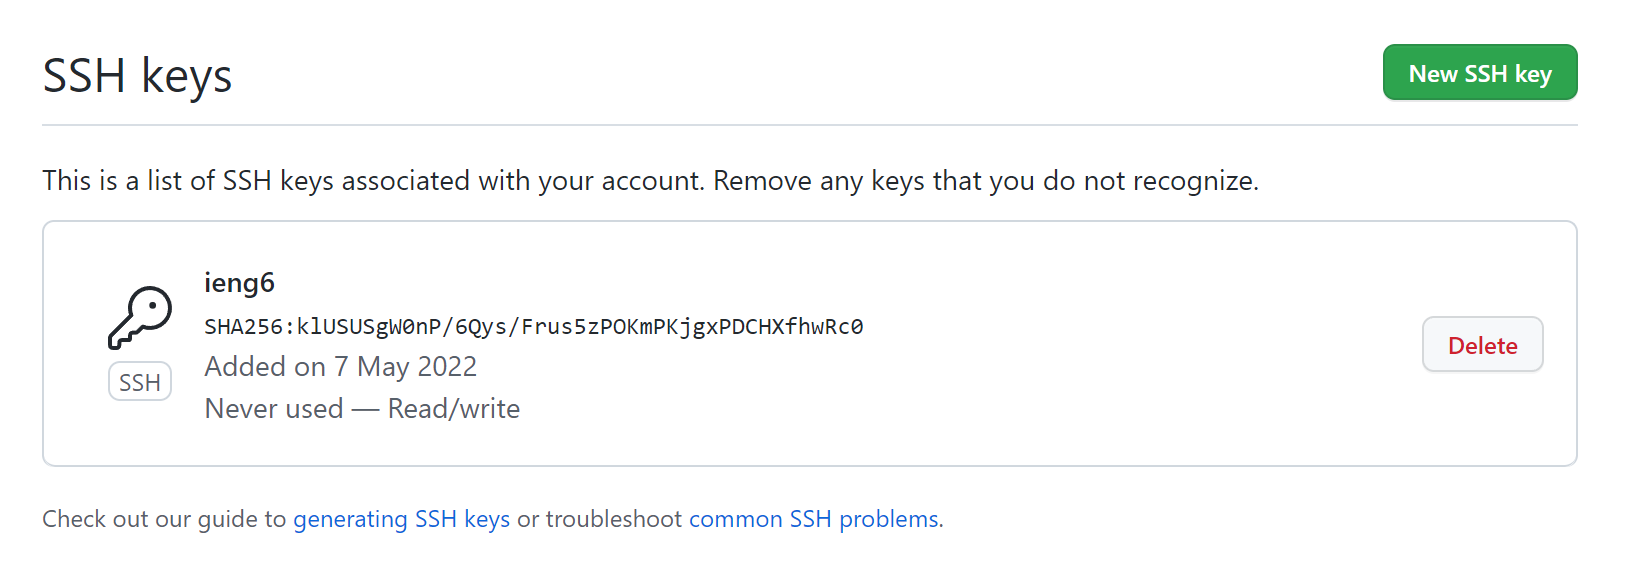 SSH keys
New SSH key
This is a list of SSH keys associated with your account. Remove any keys that you do not recognize.
ieng6
SHA256:klUSUSgW0nP/6Qys/Frus5zPOKmPKjgxPDCHXfhwRc0
Added on 7 May 2022
Never used — Read/write
SSH
Delete
Check out our guide to generating SSH keys or troubleshoot common SSH problems.